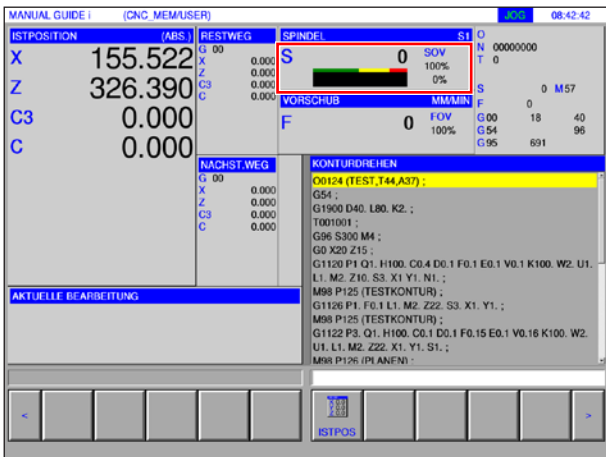 MANUAL GUIDE i (CNC_MEM/USER) JOG 08:42:42
ISTPOSITION (ABS.)
X 155.522
Z 326.390
C3 0.000
C 0.000
RESTWEG
G 00
X 0.000
Z 0.000
C3 0.000
C 0.000
SPINDEL S1
S 0 SOV
100%
0%
VORSCHUB MM/MIN
F 0 FOV
100%
O
N 00000000
T 0
S 0 M57
F 0
G00 18 40
G54 96
G95 691
NACHST.WEG
G 00
X 0.000
Z 0.000
C3 0.000
C 0.000
KONTURDREHEN
O0124 (TEST,T44,A37) ;
G54 ;
G1900 D40. L80. K2. ;
T001001 ;
G96 S300 M4 ;
G0 X20 Z15 ;
G1120 P1 Q1. H100. C0.4 D0.1 F0.1 E0.1 V0.1 K100. W2. U1.
L1. M2. Z10. S3. X1 Y1. N1. ;
M98 P125 (TESTKONTUR) ;
G1126 P1. F0.1 L1. M2. Z22. S3. X1. Y1. ;
M98 P125 (TESTKONTUR) ;
G1122 P3. Q1. H100. C0.1 D0.1 F0.15 E0.1 V0.16 K100. W2.
U1. L1. M2. Z22. X1. Y1. S1. ;
M98 P126 (PLANEN) ;
AKTUELLE BEARBEITUNG
< ISTPOS >